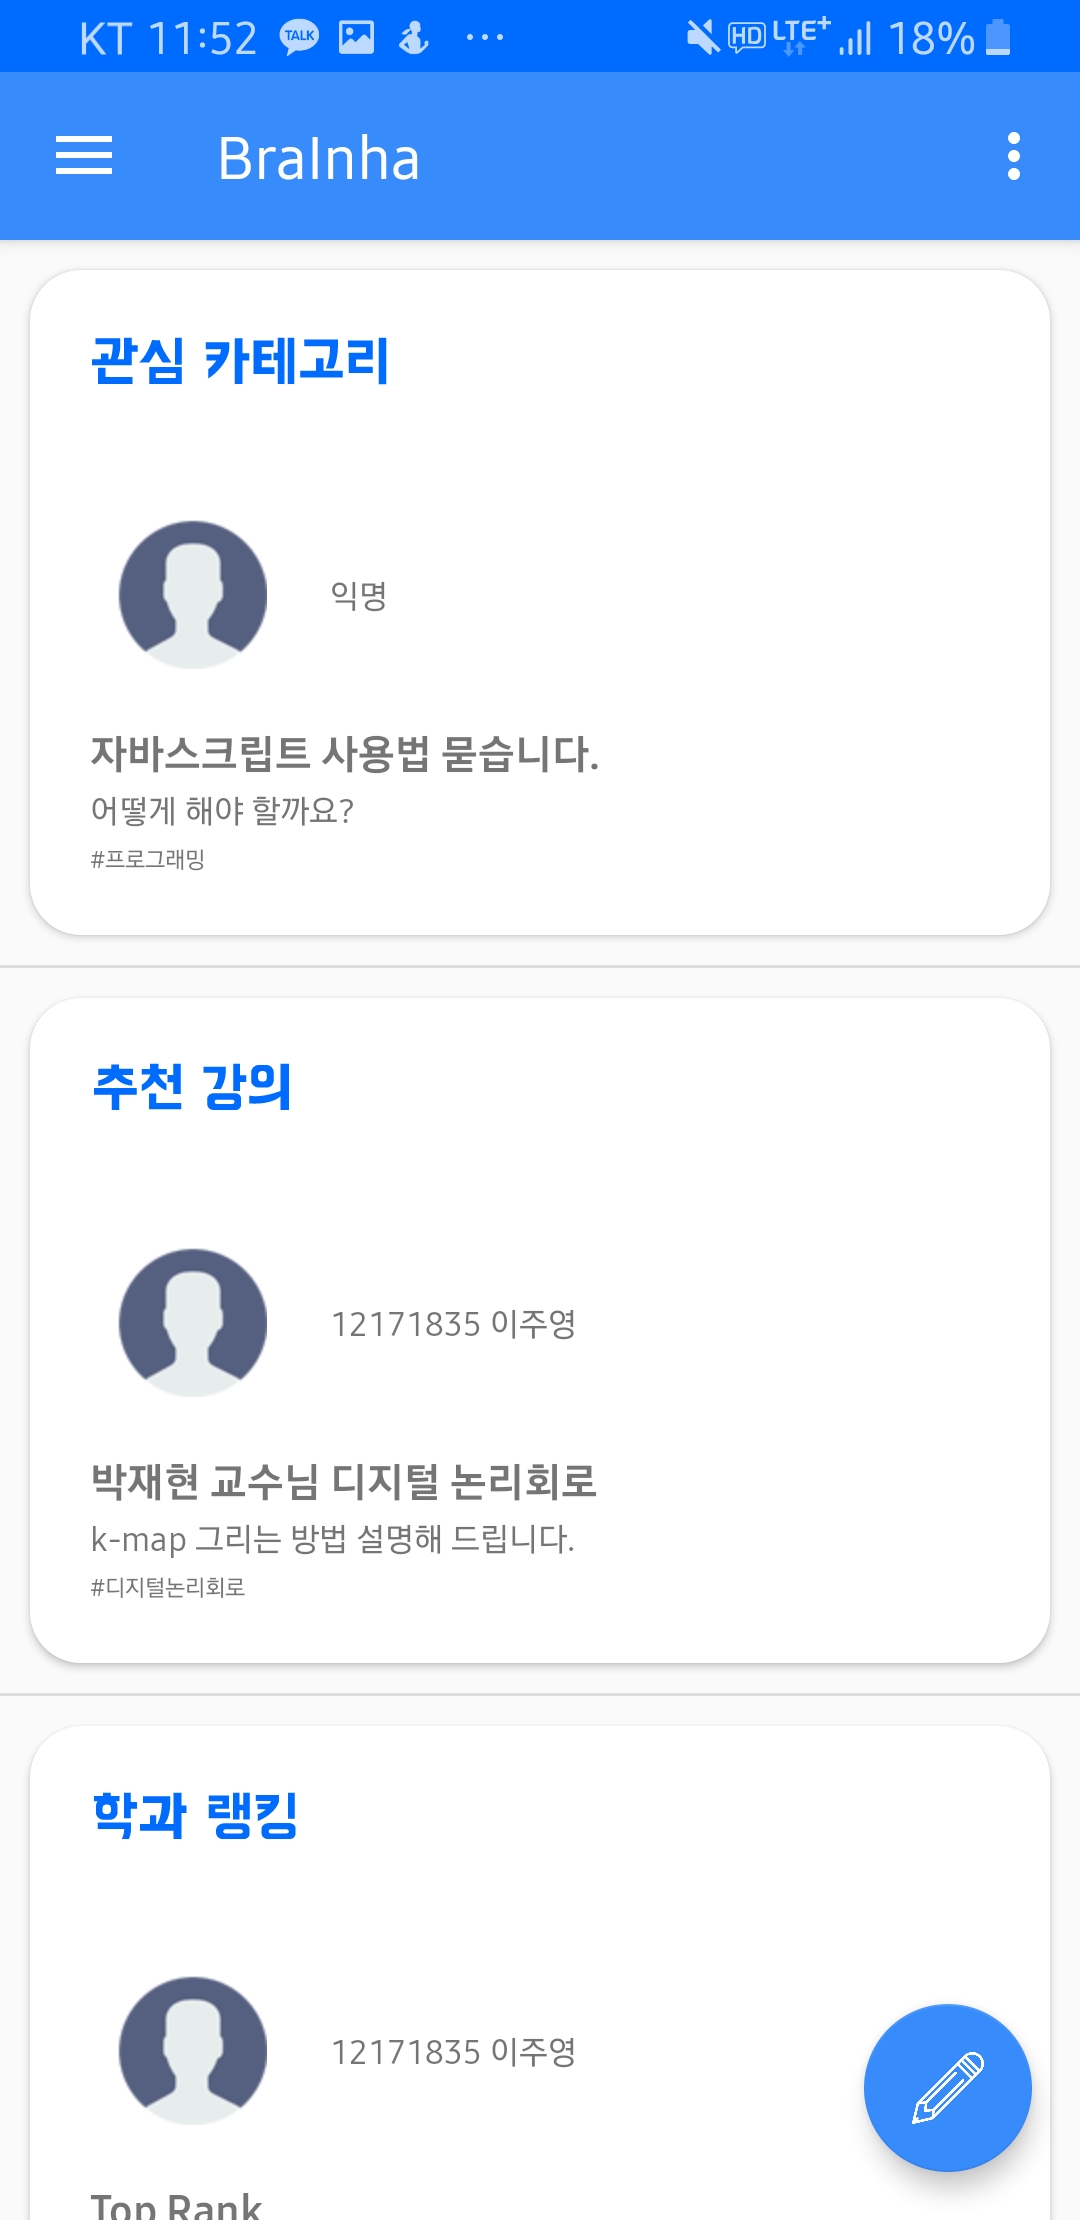 KT 11:52 TALK HD LTE+ 18%
BraInha
관심 카테고리
익명
자바스크립트 사용법 묻습니다.
어떻게 해야 할까요?
#프로그래밍
추천 강의
12171835 이주영
박재현 교수님 디지털 논리회로
k-map 그리는 방법 설명해 드립니다.
#디지털논리회로
학과 랭킹
12171835 이주영
Top Rank